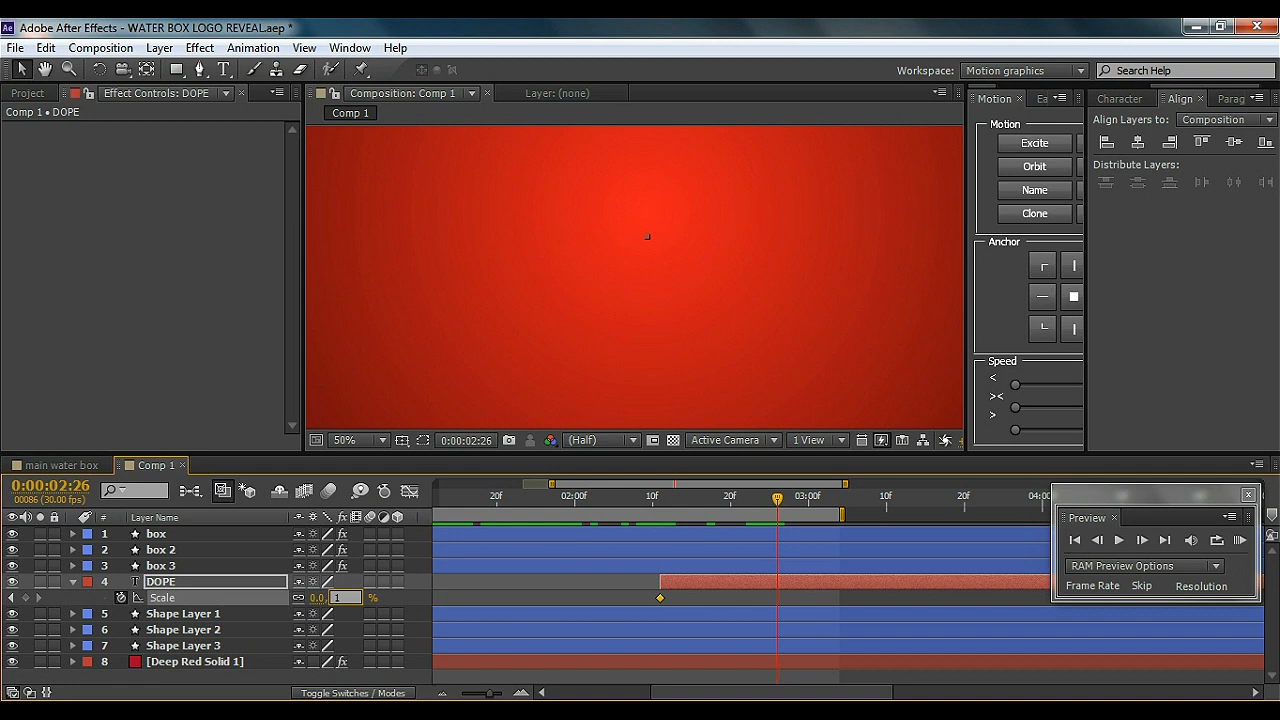 Adobe After Effects - WATER BOX LOGO REVEAL.aep *
File Edit Composition Layer Effect Animation View Window Help
Workspace: Motion graphics Search Help
Project Effect Controls: DOPE Composition: Comp 1 Layer: (none) Motion Ea Character Align Parag
Comp 1 • DOPE
Comp 1
Align Layers to: Composition
Motion
Excite
Orbit
Name
Clone
Distribute Layers:
Anchor
Speed
<
><
>
50% 0:00:02:26 (Half) Active Camera 1 View
main water box Comp 1
0:00:02:26
00086 (30.00 fps)
20f 02:00f 10f 20f 03:00f 10f 20f 04:00
# Layer Name fx
1 box fx
2 box 2 fx
3 box 3 fx
4 T DOPE
Scale 0.0, 1 %
5 Shape Layer 1
6 Shape Layer 2
7 Shape Layer 3
8 [Deep Red Solid 1] fx
Toggle Switches / Modes
Preview
RAM Preview Options
Frame Rate Skip Resolution